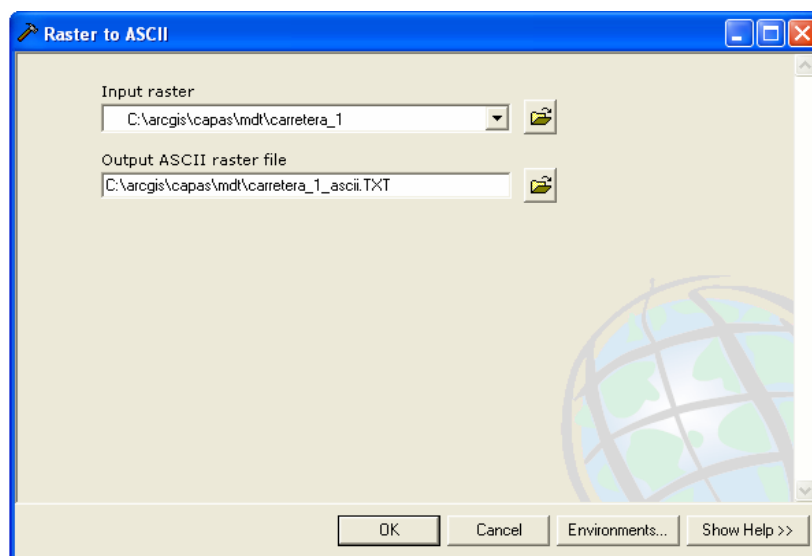 Raster to ASCII
Input raster
C:\arcgis\capas\mdt\carretera_1
Output ASCII raster file
C:\arcgis\capas\mdt\carretera_1_ascii.TXT
OK Cancel Environments... Show Help >>